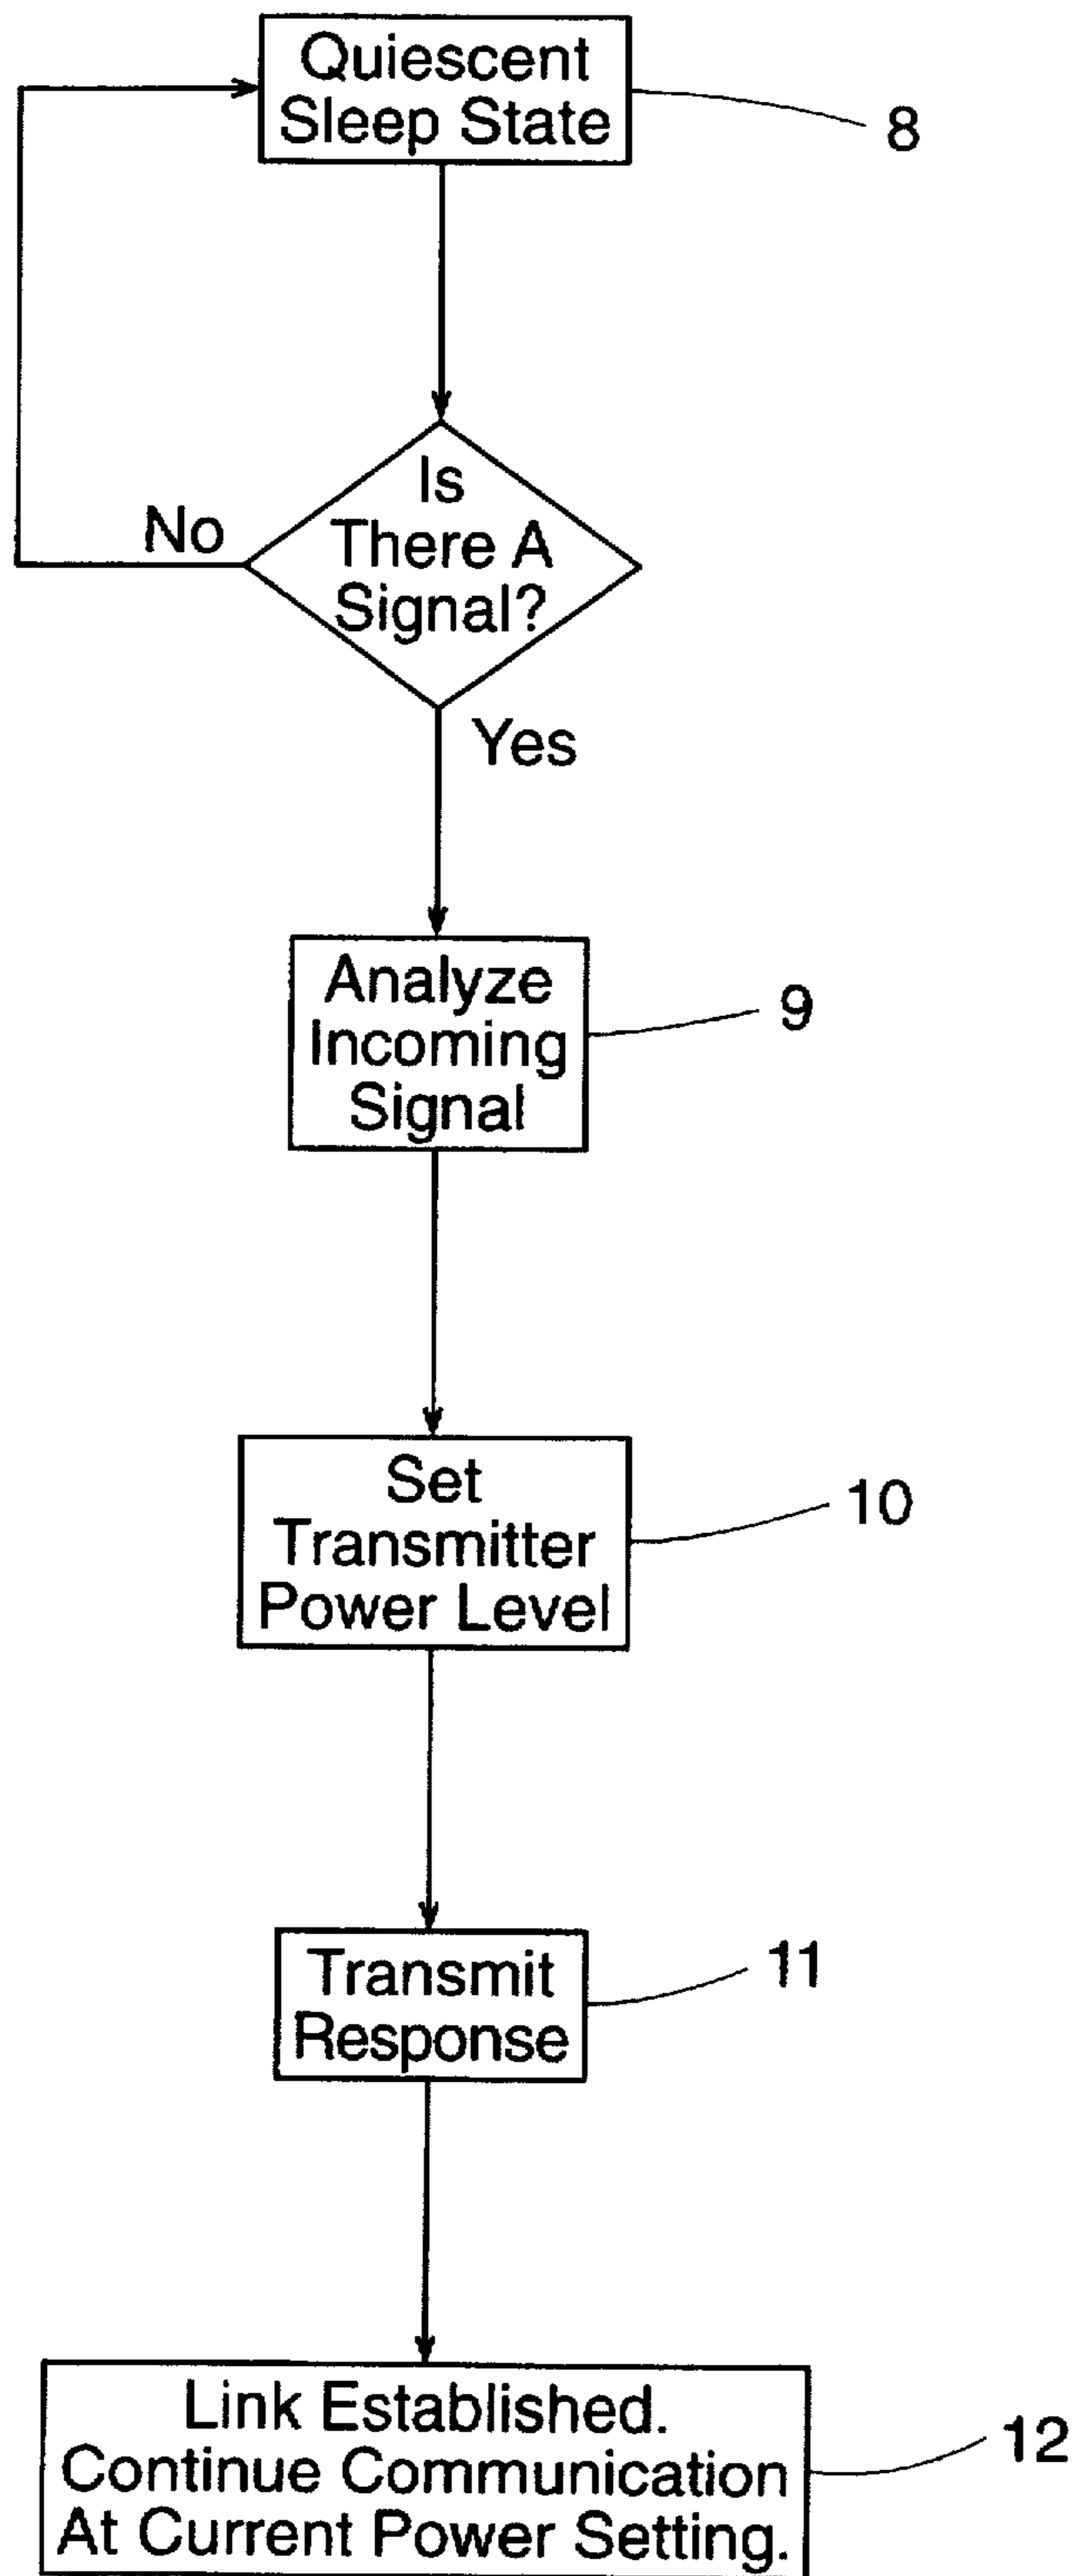 Quiescent
Sleep State
8
Is
There A
Signal?
No
Yes
Analyze
Incoming
Signal
9
Set
Transmitter
Power Level
10
Transmit
Response
11
Link Established.
Continue Communication
At Current Power Setting.
12